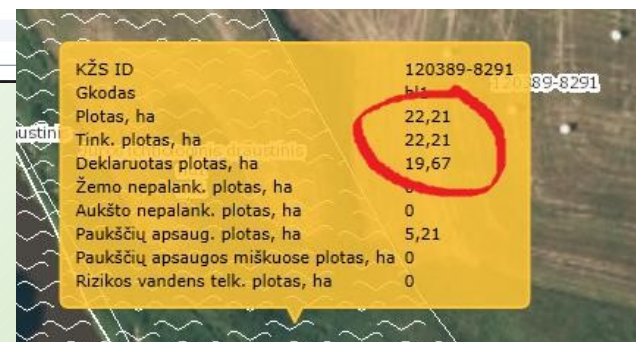 KŽS ID 120389-8291
Gkodas
Plotas, ha 22,21
Tink. plotas, ha 22,21
Deklaruotas plotas, ha 19,67
Žemo nepalank. plotas, ha
Aukšto nepalank. plotas, ha 0
Paukščių apsaug. plotas, ha 5,21
Paukščių apsaugos miškuose plotas, ha 0
Rizikos vandens telk. plotas, ha 0